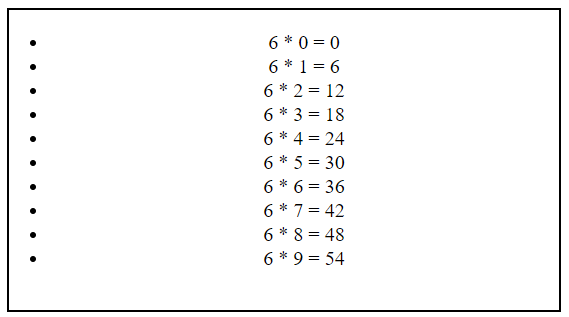 6 * 0 = 0
6 * 1 = 6
6 * 2 = 12
6 * 3 = 18
6 * 4 = 24
6 * 5 = 30
6 * 6 = 36
6 * 7 = 42
6 * 8 = 48
6 * 9 = 54